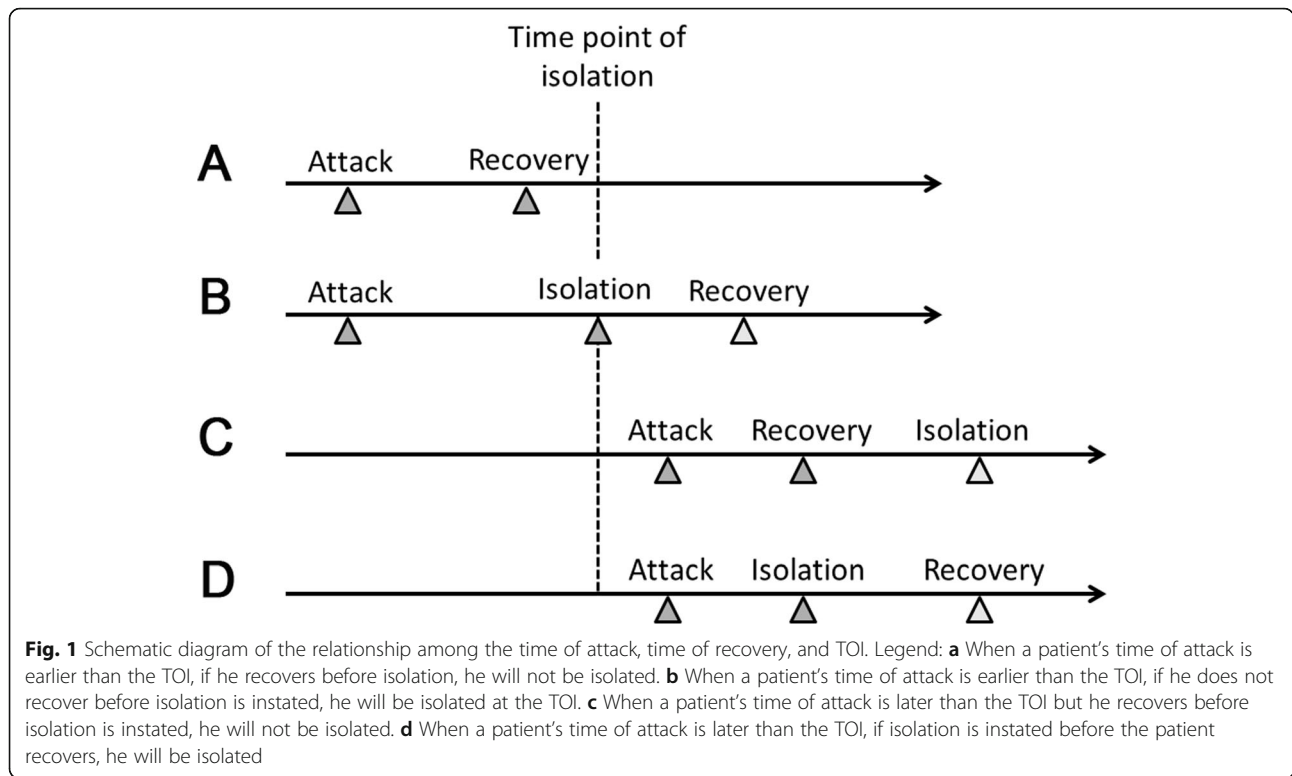 Time point of
isolation
A
Attack Recovery
B
Attack Isolation Recovery
C
Attack Recovery Isolation
D
Attack Isolation Recovery
Fig. 1 Schematic diagram of the relationship among the time of attack, time of recovery, and TOI. Legend: a When a patient's time of attack is
earlier than the TOI, if he recovers before isolation, he will not be isolated. b When a patient's time of attack is earlier than the TOI, if he does not
recover before isolation is instated, he will be isolated at the TOI. c When a patient's time of attack is later than the TOI but he recovers before
isolation is instated, he will not be isolated. d When a patient's time of attack is later than the TOI, if isolation is instated before the patient
recovers, he will be isolated